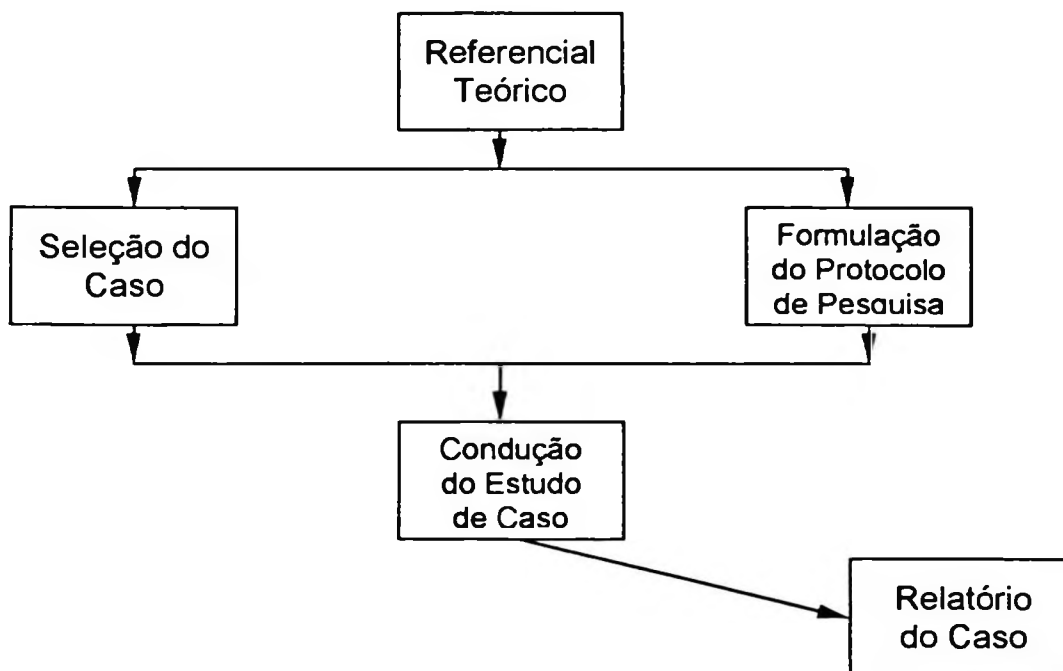 Referencial
Teórico
Seleção do
Caso
Formulação
do Protocolo
de Pesquisa
Condução
do Estudo
de Caso
Relatório
do Caso